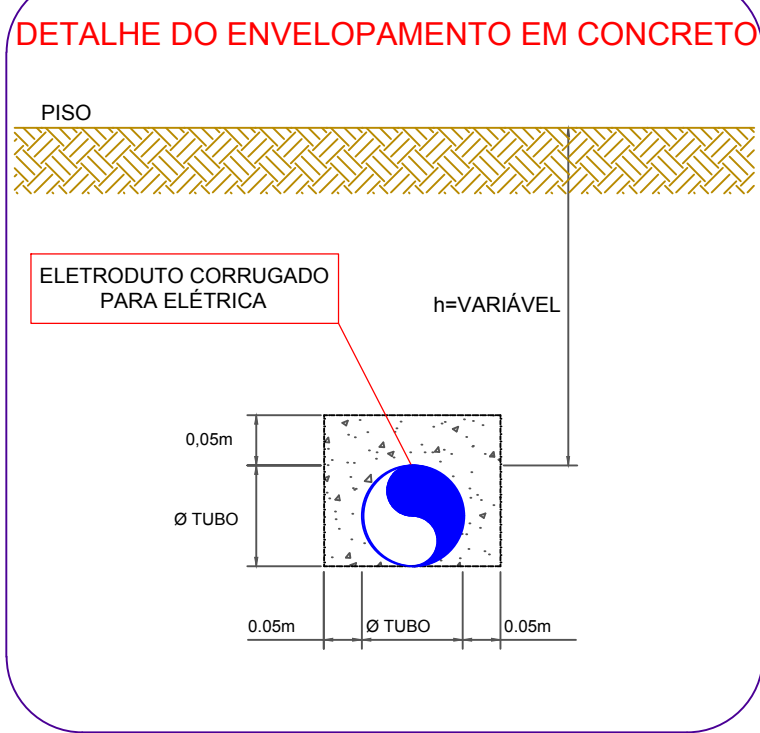 DETALHE DO ENVELOPAMENTO EM CONCRETO
PISO
ELETRODUTO CORRUGADO
PARA ELÉTRICA
h=VARIÁVEL
0,05m
Ø TUBO
0.05m
Ø TUBO
0.05m